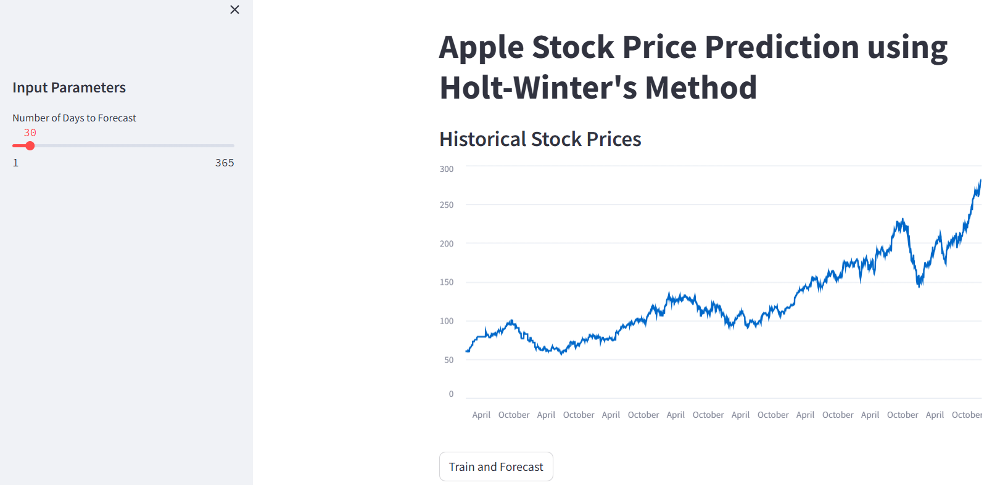 Input Parameters
Number of Days to Forecast
30
1 365
Apple Stock Price Prediction using
Holt-Winter's Method
Historical Stock Prices
300
250
200
150
100
50
0
April October April October April October April October April October April October April October April October
Train and Forecast